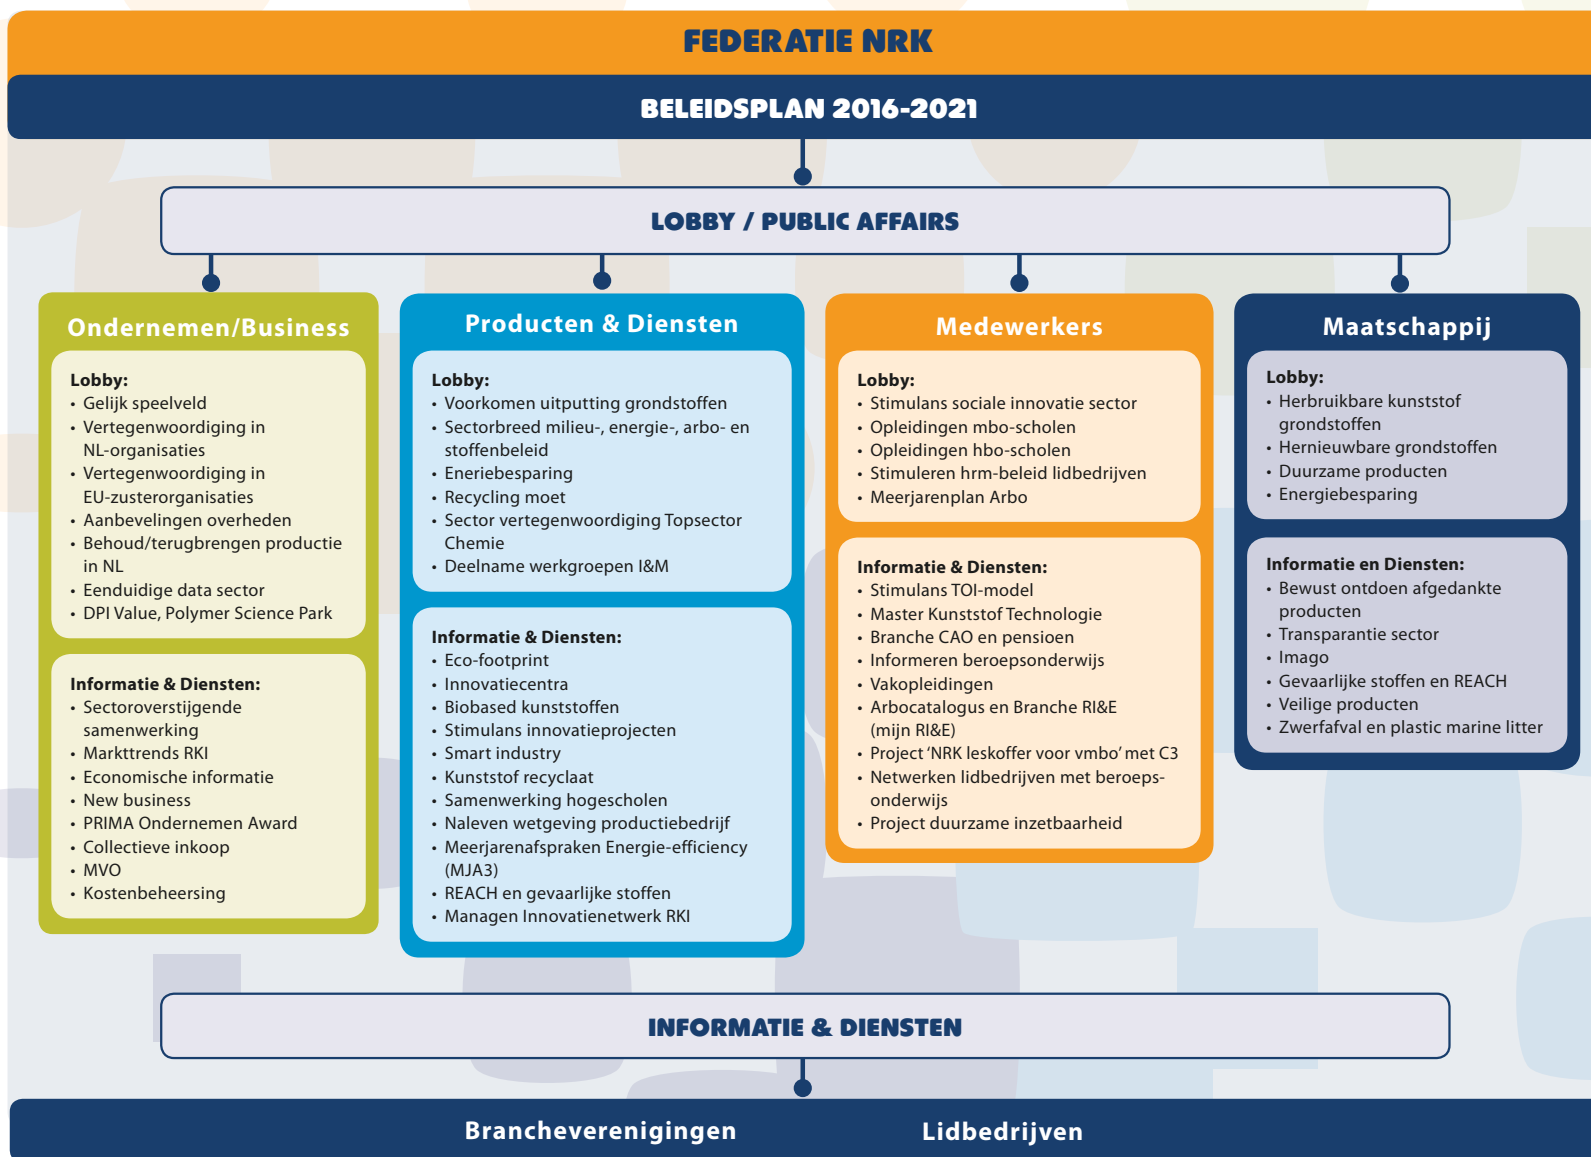 FEDERATIE NRK
BELEIDSPLAN 2016-2021
LOBBY / PUBLIC AFFAIRS
Ondernemen/Business
Lobby:
• Gelijk speelveld
• Vertegenwoordiging in
NL-organisaties
• Vertegenwoordiging in
EU-zusterorganisaties
• Aanbevelingen overheden
• Behoud/terugbrengen productie
in NL
• Eenduidige data sector
• DPI Value, Polymer Science Park
Informatie & Diensten:
• Sectoroverstijgende
samenwerking
• Markttrends RKI
• Economische informatie
• New business
• PRIMA Ondernemen Award
• Collectieve inkoop
• MVO
• Kostenbeheersing
Producten & Diensten
Lobby:
• Voorkomen uitputting grondstoffen
• Sectorbreed milieu-, energie-, arbo- en
stoffenbeleid
• Eneriebesparing
• Recycling moet
• Sector vertegenwoordiging Topsector
Chemie
• Deelname werkgroepen I&M
Informatie & Diensten:
• Eco-footprint
• Innovatiecentra
• Biobased kunststoffen
• Stimulans innovatieprojecten
• Smart industry
• Kunststof recyclaat
• Samenwerking hogescholen
• Naleven wetgeving productiebedrijf
• Meerjarenafspraken Energie-efficiency
(MJA3)
• REACH en gevaarlijke stoffen
• Managen Innovatienetwerk RKI
Medewerkers
Lobby:
• Stimulans sociale innovatie sector
• Opleidingen mbo-scholen
• Opleidingen hbo-scholen
• Stimuleren hrm-beleid lidbedrijven
• Meerjarenplan Arbo
Informatie & Diensten:
• Stimulans TOI-model
• Master Kunststof Technologie
• Branche CAO en pensioen
• Informeren beroepsonderwijs
• Vakopleidingen
• Arbocatalogus en Branche RI&E
(mijn RI&E)
• Project ‘NRK leskoffer voor vmbo’ met C3
• Netwerken lidbedrijven met beroeps-
onderwijs
• Project duurzame inzetbaarheid
Maatschappij
Lobby:
• Herbruikbare kunststof
grondstoffen
• Hernieuwbare grondstoffen
• Duurzame producten
• Energiebesparing
Informatie en Diensten:
• Bewust ontdoen afgedankte
producten
• Transparantie sector
• Imago
• Gevaarlijke stoffen en REACH
• Veilige producten
• Zwerfafval en plastic marine litter
INFORMATIE & DIENSTEN
Brancheverenigingen Lidbedrijven